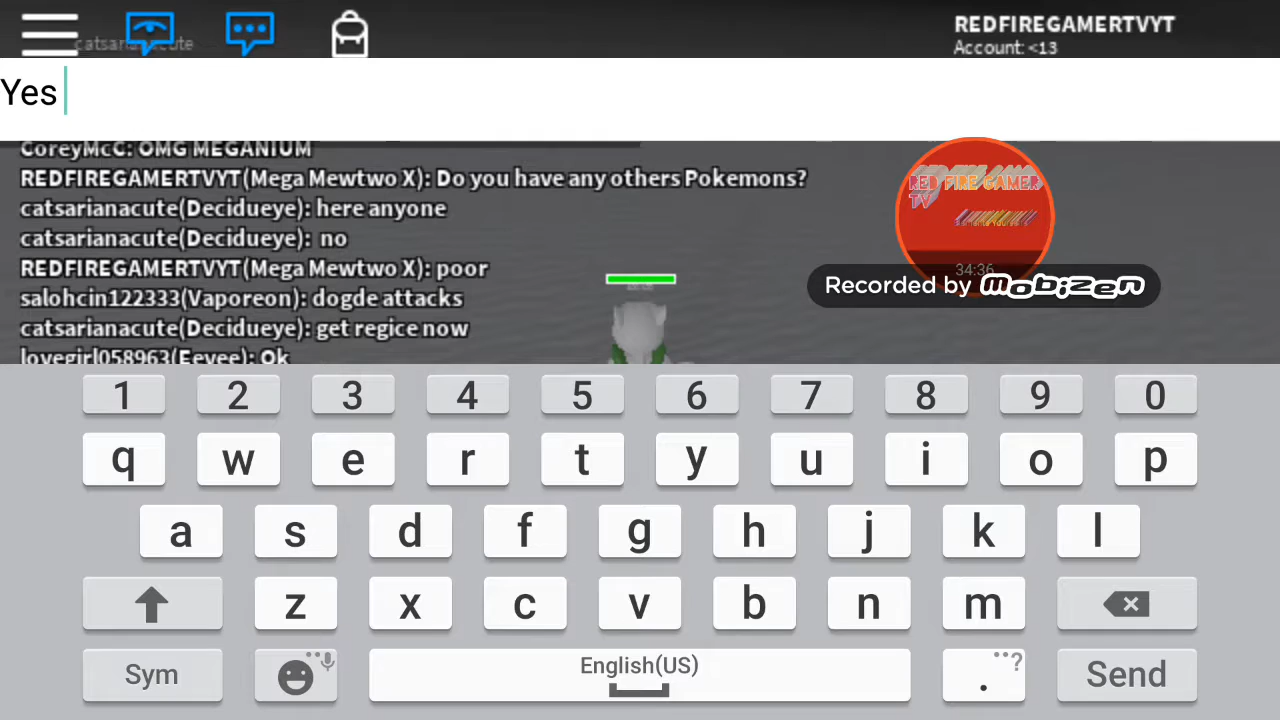 catsarianacute
REDFIREGAMERTVYT
Account: <13
Yes
CoreyMcC: OMG MEGANIUM
REDFIREGAMERTVYT(Mega Mewtwo X): Do you have any others Pokemons?
catsarianacute(Decidueye): here anyone
catsarianacute(Decidueye): no
REDFIREGAMERTVYT(Mega Mewtwo X): poor
salohcin122333(Vaporeon): dogde attacks
catsarianacute(Decidueye): get regice now
lovegirl058963(Eevee): Ok
RED FIRE GAMER
TV
34:36
Recorded by mobizen
1 2 3 4 5 6 7 8 9 0
q w e r t y u i o p
a s d f g h j k l
z x c v b n m
Sym English(US) . ? Send